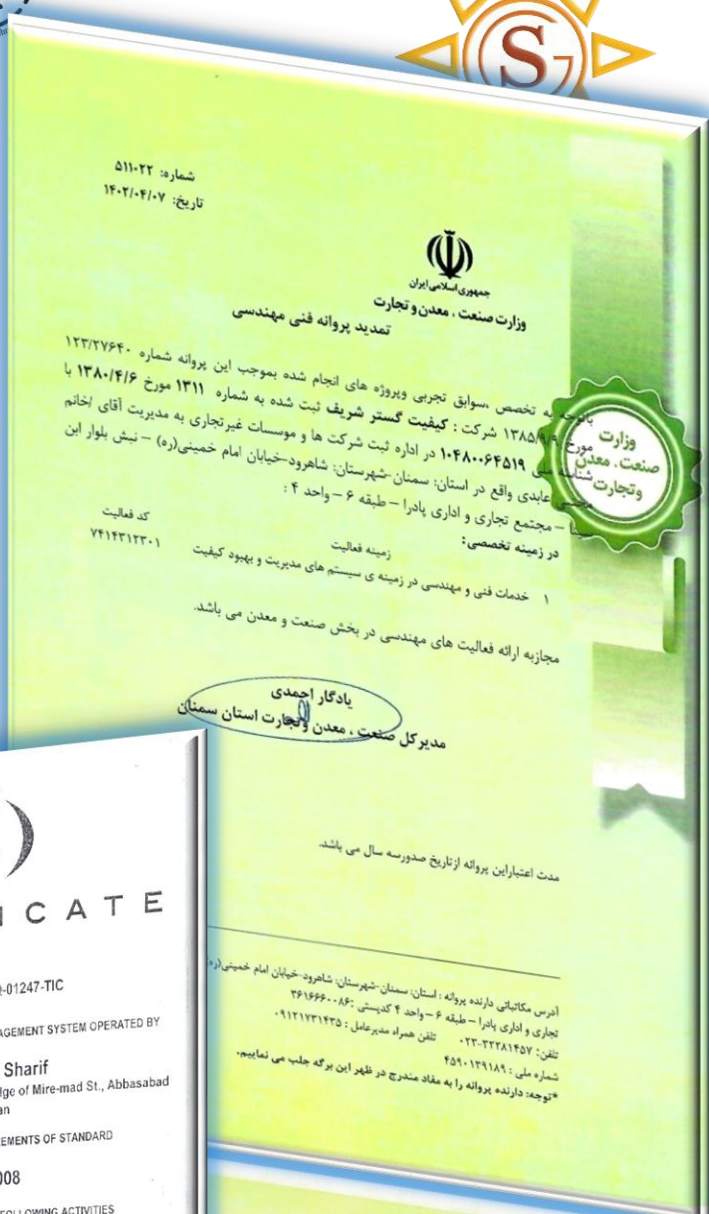 شماره: ۵۱۱۰۲۲
تاریخ: ۱۴۰۲/۰۴/۰۷
جمهوری اسلامی ایران
وزارت صنعت ، معدن و تجارت
تمدید پروانه فنی مهندسی
باتوجه به تخصص ،سوابق تجربی وپروژه های انجام شده بموجب این پروانه شماره ۱۲۳/۲۷۶۴۰
مورخ ۱۳۸۵/۹/۹ شرکت : کیفیت گستر شریف ثبت شده به شماره ۱۳۱۱ مورخ ۱۳۸۰/۴/۶ با
شناسه ملی ۱۰۴۸۰۰۶۴۵۱۹ در اداره ثبت شرکت ها و موسسات غیرتجاری به مدیریت آقای /خانم
عابدی واقع در استان: سمنان-شهرستان: شاهرود-خیابان امام خمینی(ره) – نبش بلوار ابن
– مجتمع تجاری و اداری پادرا – طبقه ۶ – واحد ۴ :
در زمینه تخصصی:
زمینه فعالیت
کد فعالیت
۱ خدمات فنی و مهندسی در زمینه ی سیستم های مدیریت و بهبود کیفیت
۷۴۱۴۳۱۲۳۰۱
مجازبه ارائه فعالیت های مهندسی در بخش صنعت و معدن می باشد.
یادگار احمدی
مدیرکل صنعت ، معدن وتجارت استان سمنان
مدت اعتباراین پروانه ازتاریخ صدورسه سال می باشد.
آدرس مکاتباتی دارنده پروانه : استان: سمنان-شهرستان: شاهرود-خیابان امام خمینی(ره)
تجاری و اداری پادرا – طبقه ۶ – واحد ۴ کدپستی :۳۶۱۶۶۶۰۰۸۶
تلفن: ۰۲۳-۳۲۲۸۱۴۵۷ تلفن همراه مدیرعامل : ۰۹۱۲۱۷۳۱۴۳۵
شماره ملی : ۴۵۹۰۱۳۹۱۸۹
*توجه: دارنده پروانه را به مفاد مندرج در ظهر این برگه جلب می نماییم.
وزارت
صنعت، معدن
وتجارت
S
ICATE
-01247-TIC
AGEMENT SYSTEM OPERATED BY
Sharif
ge of Mire-mad St., Abbasabad
an
EMENTS OF STANDARD
008
FOLLOWING ACTIVITIES